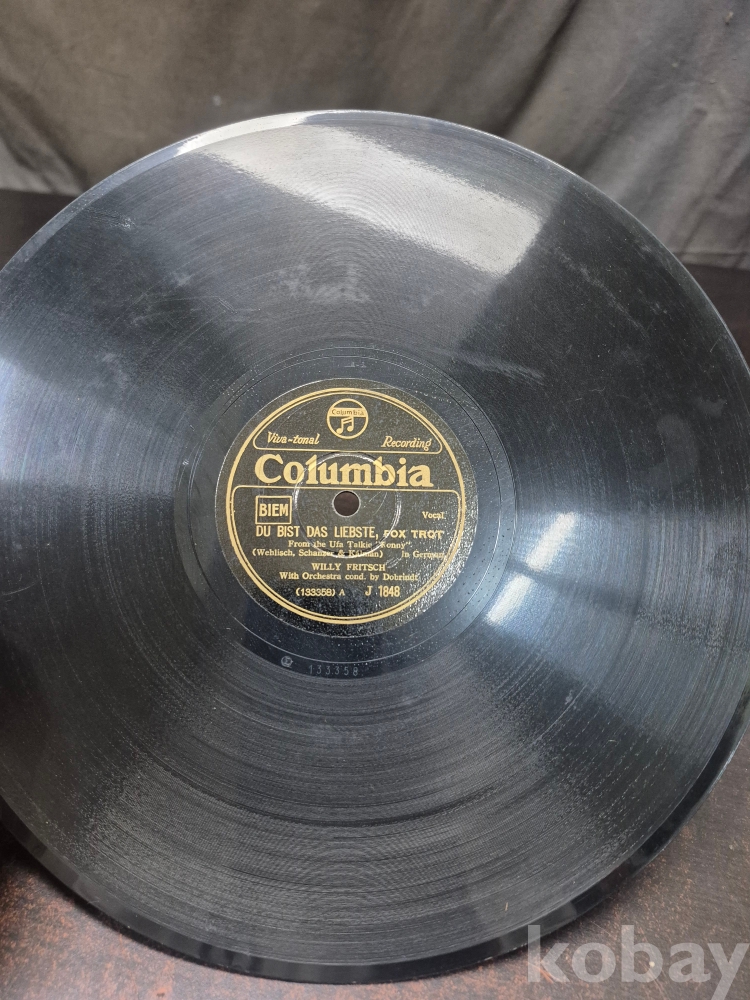 Columbia
Viva-tonal Recording
Columbia
BIEM
Vocal.
DU BIST DAS LIEBSTE, FOX TROT
From the Ufa Talkie "Ronny"
(Wehlisch, Schanzer & Kálmán) In German
WILLY FRITSCH
With Orchestra cond. by Dobrindt
(133358) A J 1848
133358
kobay